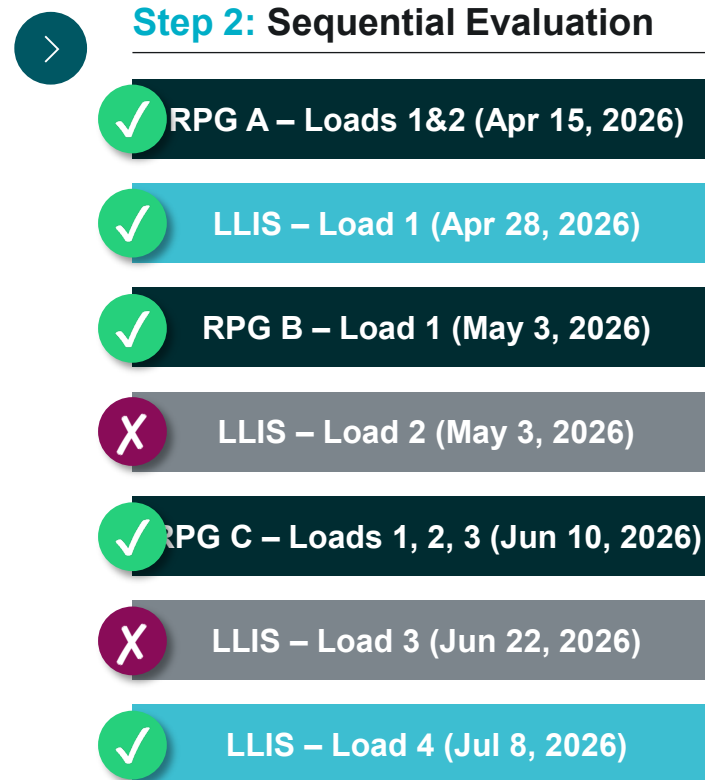 Step 2: Sequential Evaluation
RPG A – Loads 1&2 (Apr 15, 2026)
LLIS – Load 1 (Apr 28, 2026)
RPG B – Load 1 (May 3, 2026)
LLIS – Load 2 (May 3, 2026)
RPG C – Loads 1, 2, 3 (Jun 10, 2026)
LLIS – Load 3 (Jun 22, 2026)
LLIS – Load 4 (Jul 8, 2026)